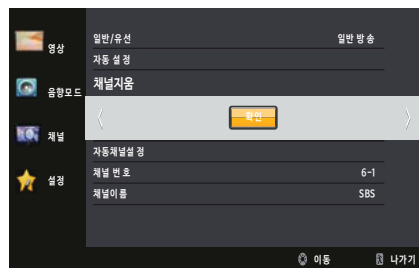 영상
음향모드
채널
설정
일반/유선 일반 방송
자동 설정
채널지움
확인
자동채널설정
채널 번호 6-1
채널이름 SBS
이동 나가기